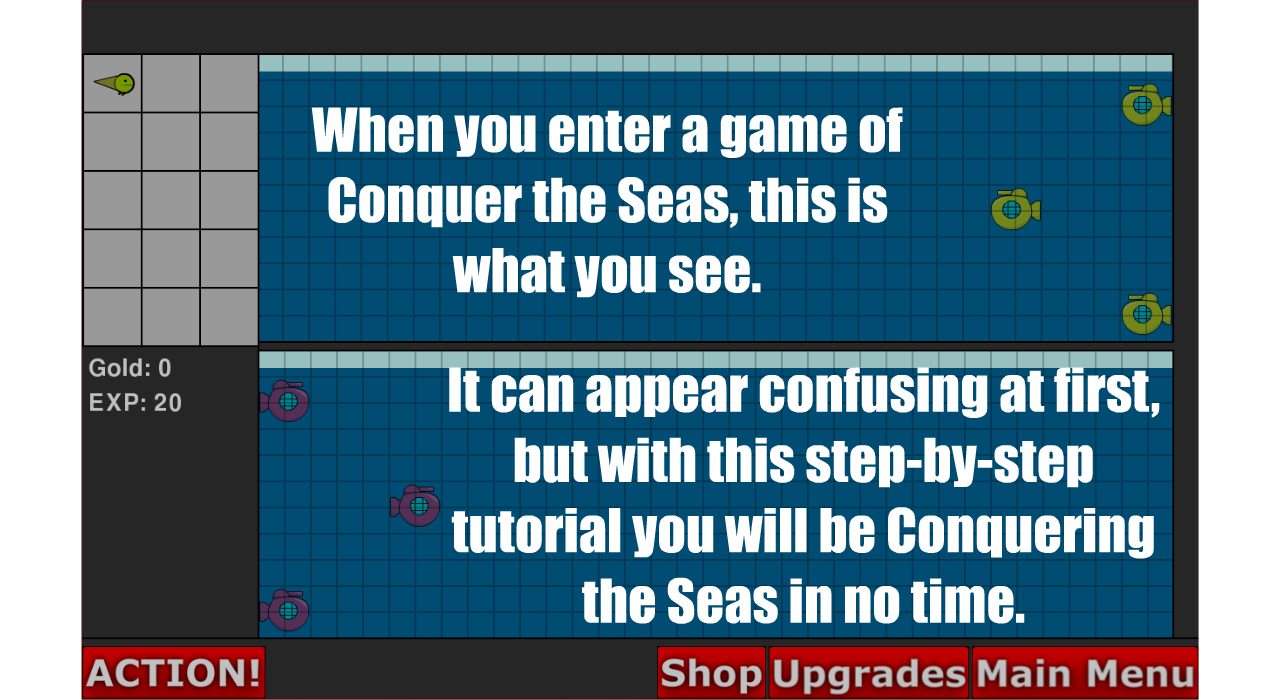 When you enter a game of
Conquer the Seas, this is
what you see.
Gold: 0
EXP: 20
It can appear confusing at first,
but with this step-by-step
tutorial you will be Conquering
the Seas in no time.
ACTION!
Shop
Upgrades
Main Menu